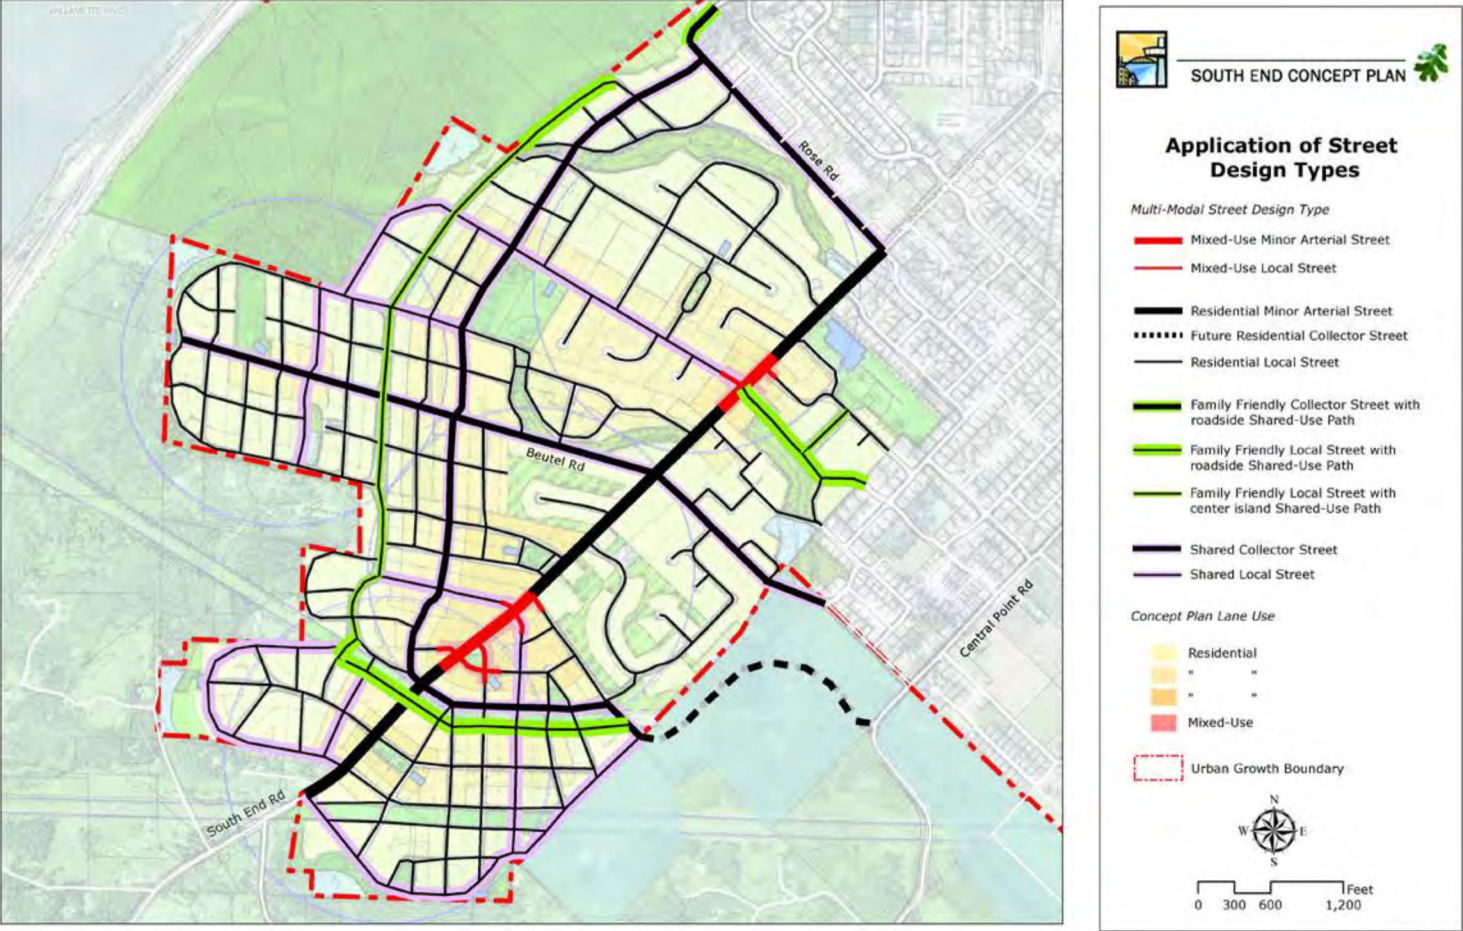 WILLAMETTE RIVER
Rose Rd
Beutel Rd
Central Point Rd
South End Rd
SOUTH END CONCEPT PLAN
Application of Street
Design Types
Multi-Modal Street Design Type
Mixed-Use Minor Arterial Street
Mixed-Use Local Street
Residential Minor Arterial Street
Future Residential Collector Street
Residential Local Street
Family Friendly Collector Street with
roadside Shared-Use Path
Family Friendly Local Street with
roadside Shared-Use Path
Family Friendly Local Street with
center island Shared-Use Path
Shared Collector Street
Shared Local Street
Concept Plan Lane Use
Residential
" "
" "
Mixed-Use
Urban Growth Boundary
N
W E
S
Feet
0 300 600 1,200